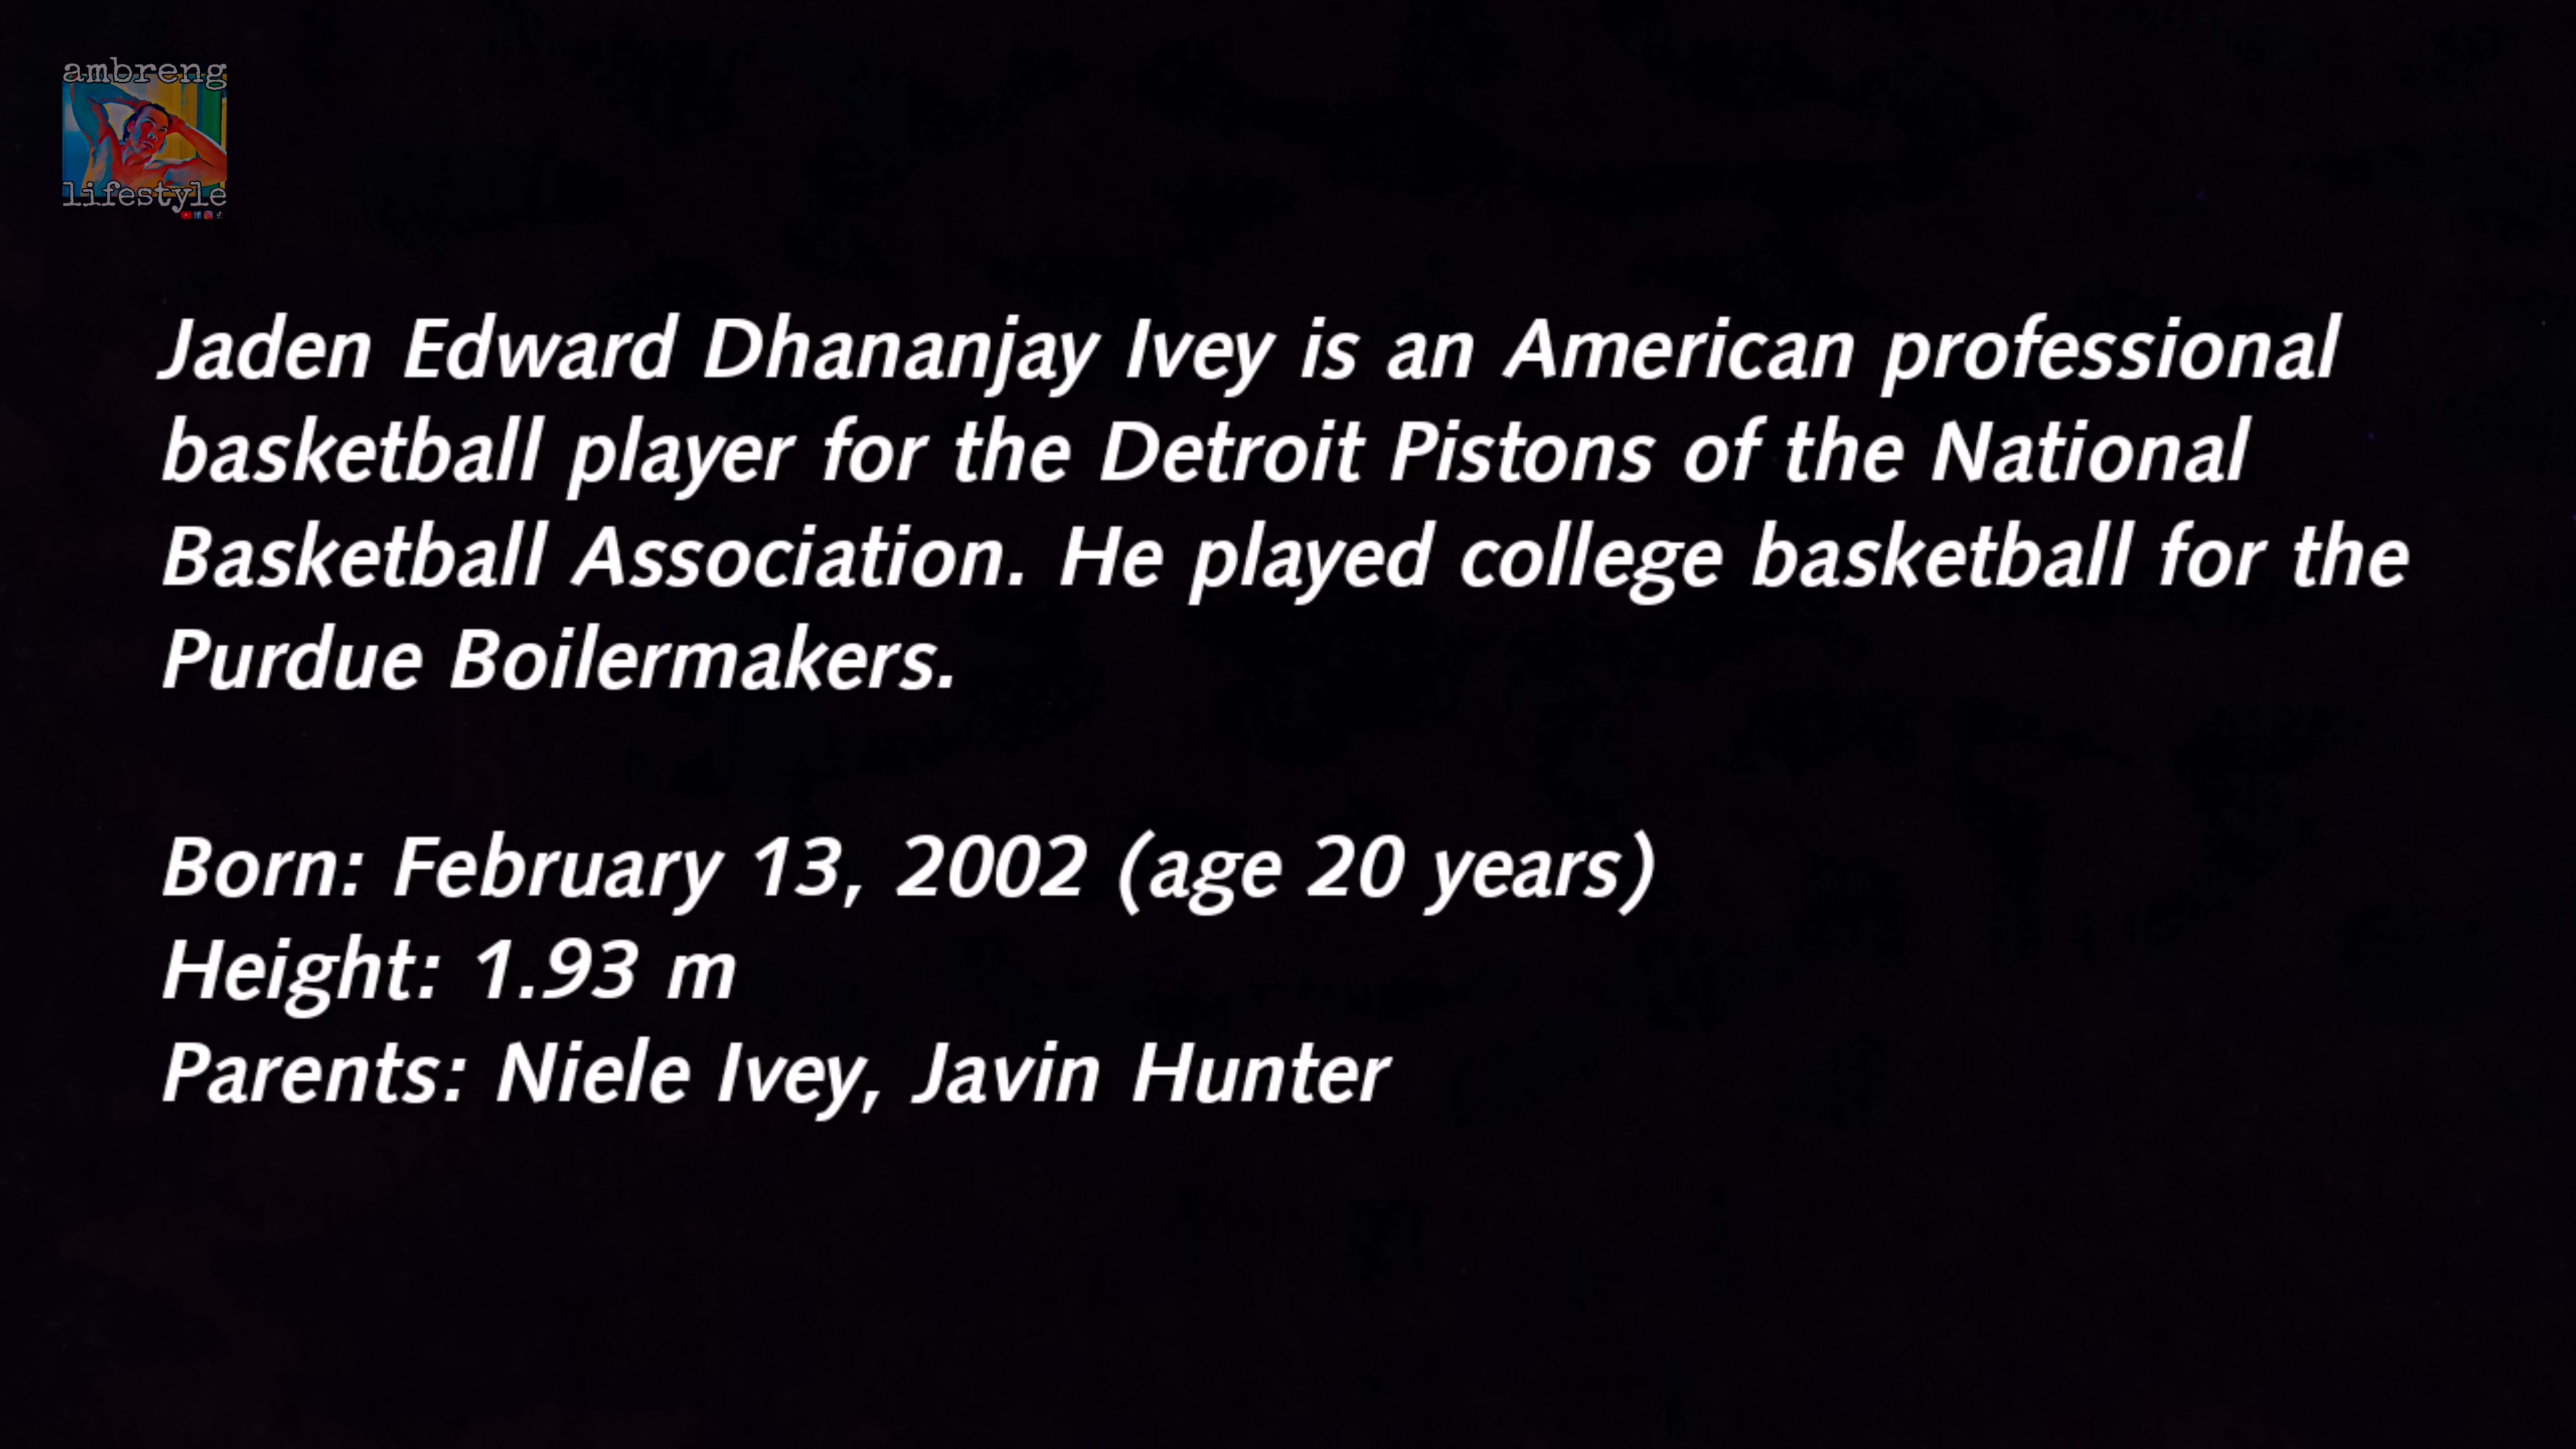 ambreng
lifestyle
Jaden Edward Dhananjay Ivey is an American professional
basketball player for the Detroit Pistons of the National
Basketball Association. He played college basketball for the
Purdue Boilermakers.
Born: February 13, 2002 (age 20 years)
Height: 1.93 m
Parents: Niele Ivey, Javin Hunter